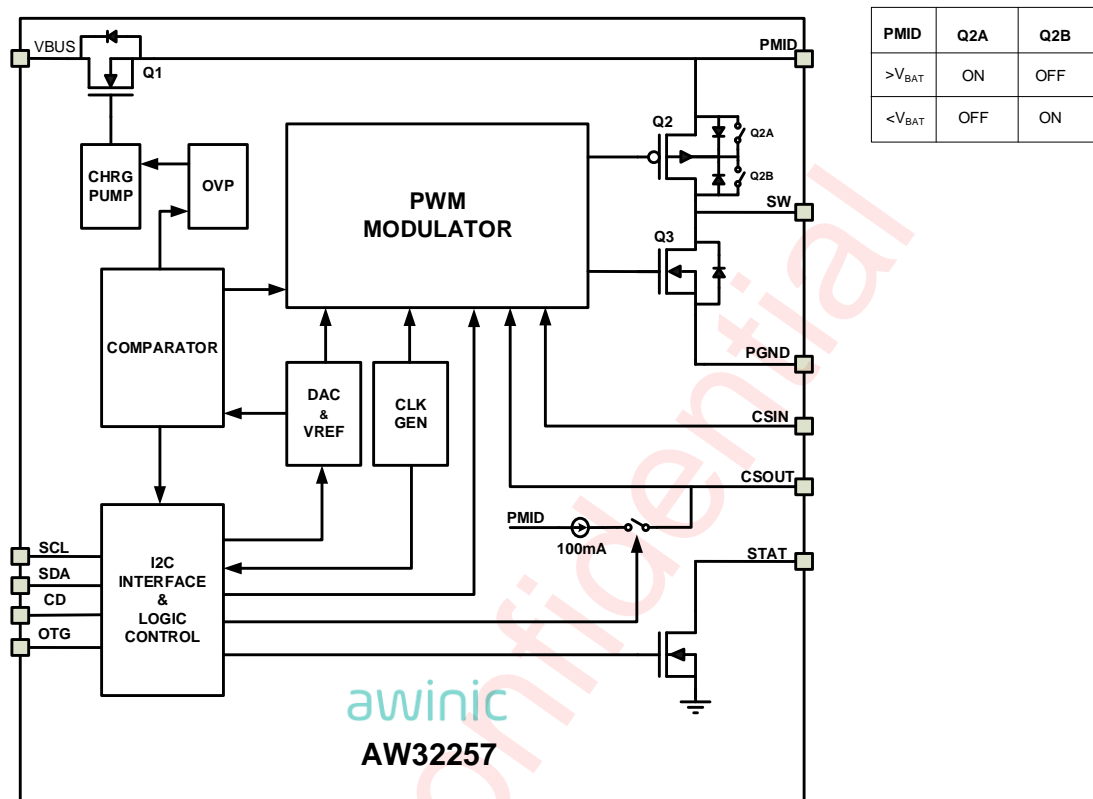 VBUS
Q1
PMID
PMID Q2A Q2B
>VBAT ON OFF
<VBAT OFF ON
CHRG
PUMP
OVP
PWM
MODULATOR
Q2
Q2A
Q2B
SW
Q3
COMPARATOR
PGND
DAC
&
VREF
CLK
GEN
CSIN
CSOUT
PMID
100mA
STAT
SCL
SDA
CD
OTG
I2C
INTERFACE
&
LOGIC
CONTROL
awinic
AW32257
onfidential